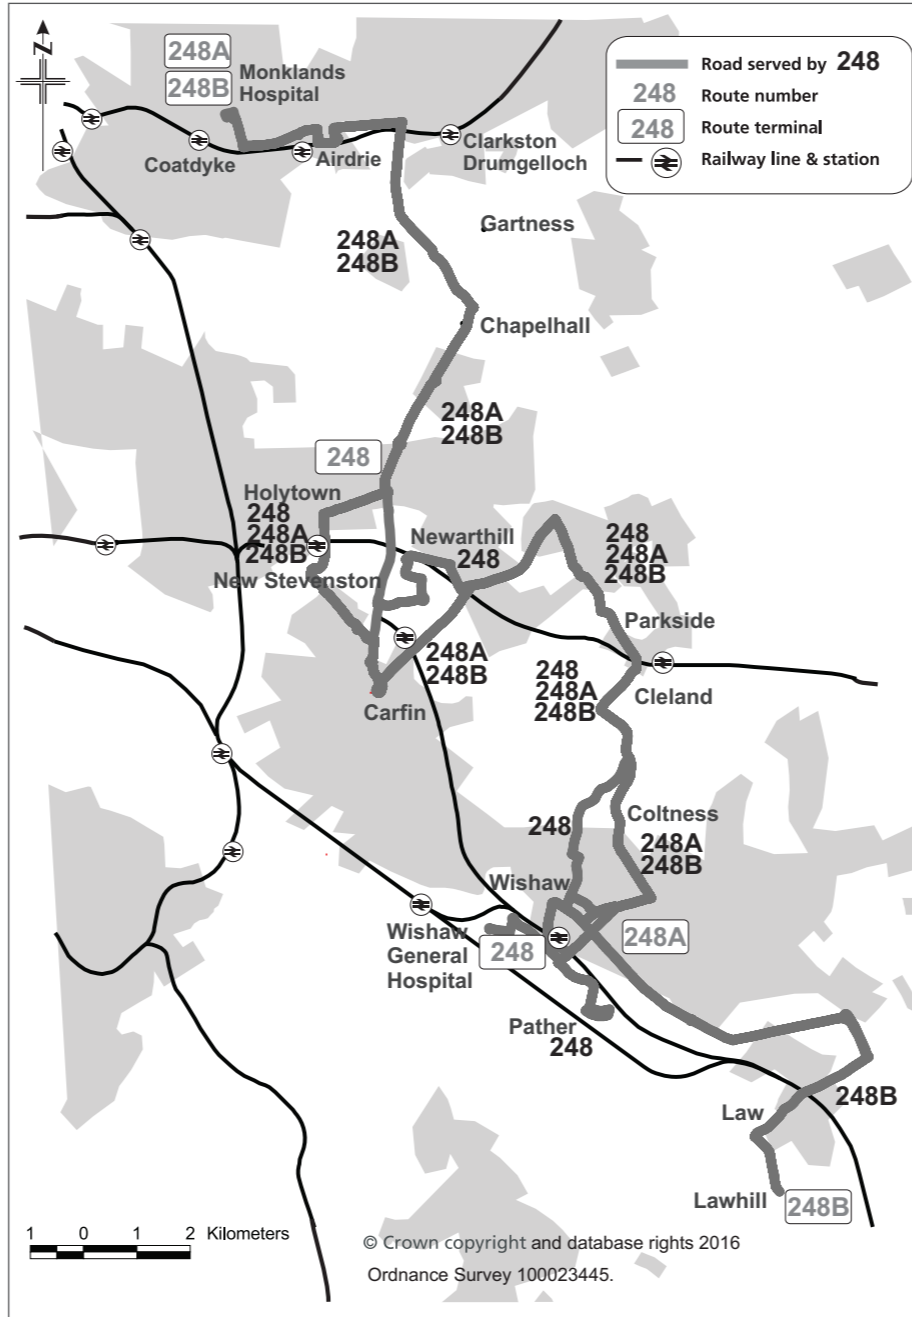 N
248A
248B
Monklands
Hospital
Road served by 248
248 Route number
248 Route terminal
Railway line & station
Coatdyke
Airdrie
Clarkston
Drumgelloch
Gartness
248A
248B
Chapelhall
248A
248B
248
Holytown
248
248A
248B
New Stevenston
Newarthill
248
248
248A
248B
Parkside
248A
248B
Carfin
248
248A
248B
Cleland
248
Coltness
248A
248B
Wishaw
Wishaw
General
Hospital
248
248A
Pather
248
248B
Law
Lawhill
248B
1 0 1 2 Kilometers
© Crown copyright and database rights 2016
Ordnance Survey 100023445.